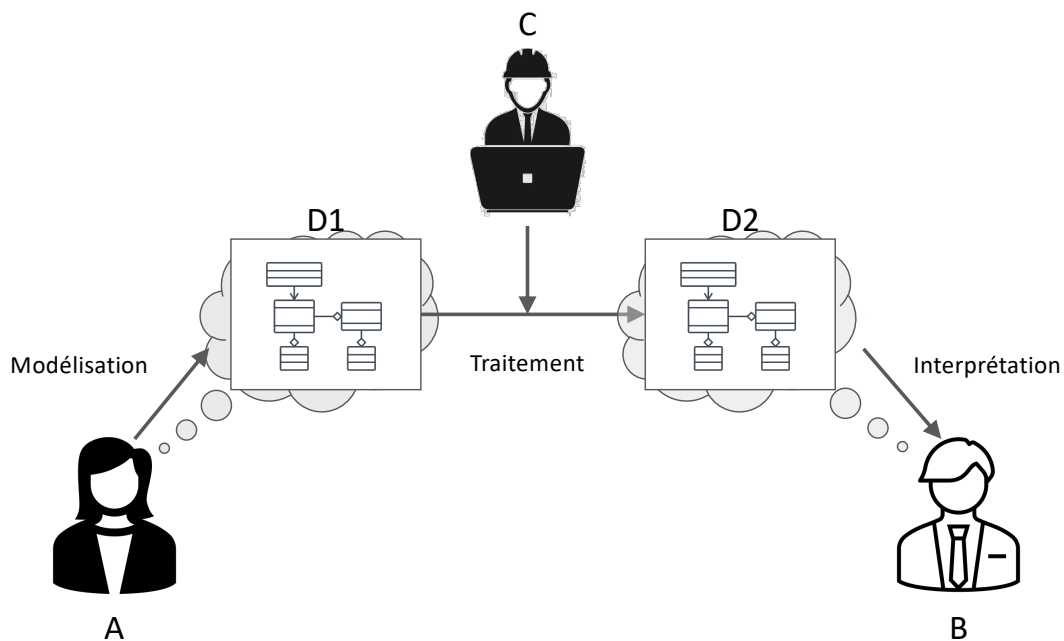 C
D1
D2
Modélisation
Traitement
Interprétation
A
B